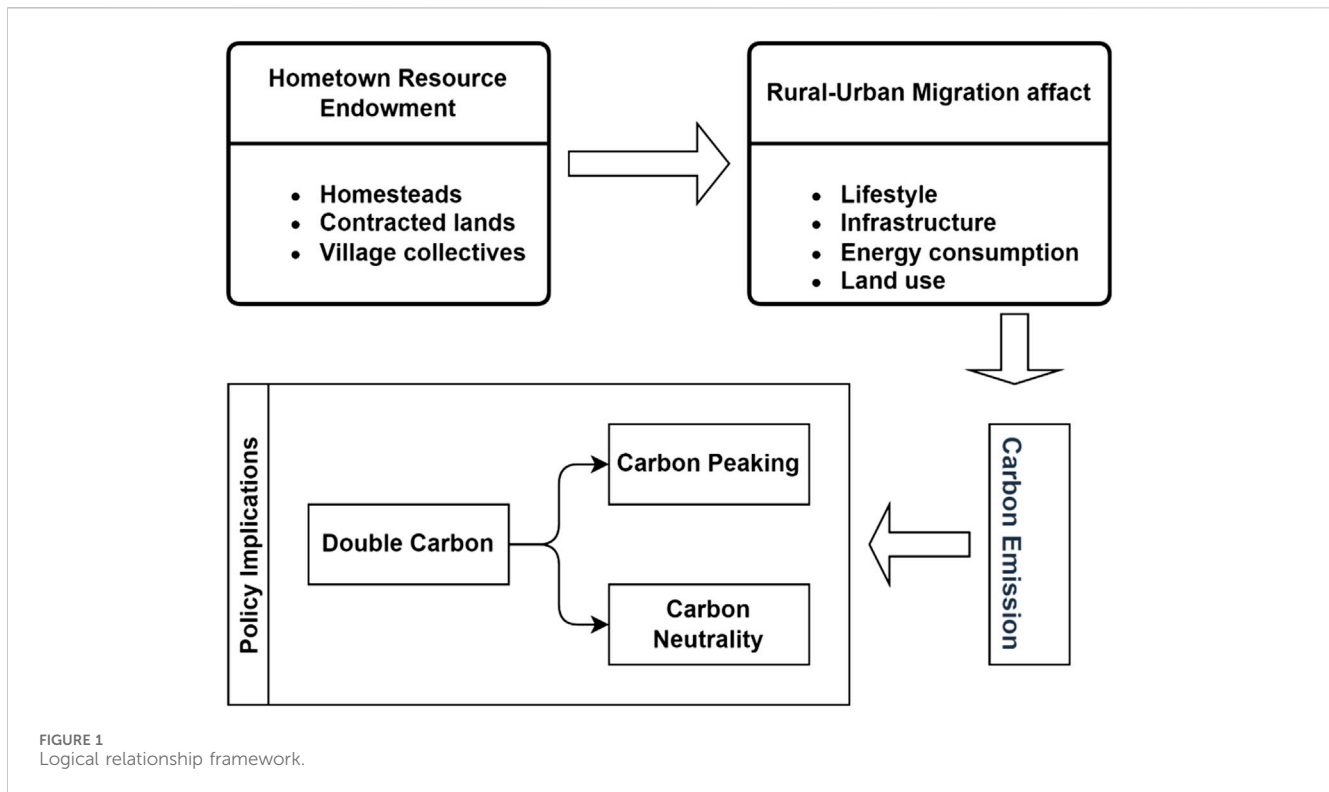 Hometown Resource
Endowment
• Homesteads
• Contracted lands
• Village collectives
Rural-Urban Migration affact
• Lifestyle
• Infrastructure
• Energy consumption
• Land use
Carbon Emission
Policy Implications
Double Carbon
Carbon Peaking
Carbon
Neutrality
FIGURE 1
Logical relationship framework.